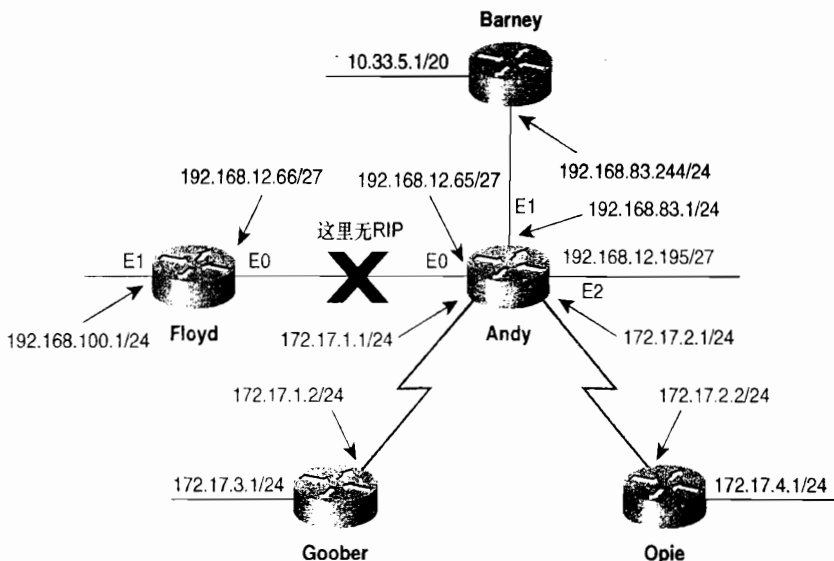 Barney
10.33.5.1/20
192.168.83.244/24
192.168.12.66/27
192.168.12.65/27
E1
192.168.83.1/24
这里无RIP
E1
E0
E0
192.168.12.195/27
E2
192.168.100.1/24
Floyd
172.17.1.1/24
Andy
172.17.2.1/24
172.17.1.2/24
172.17.2.2/24
172.17.3.1/24
172.17.4.1/24
Goober
Opie